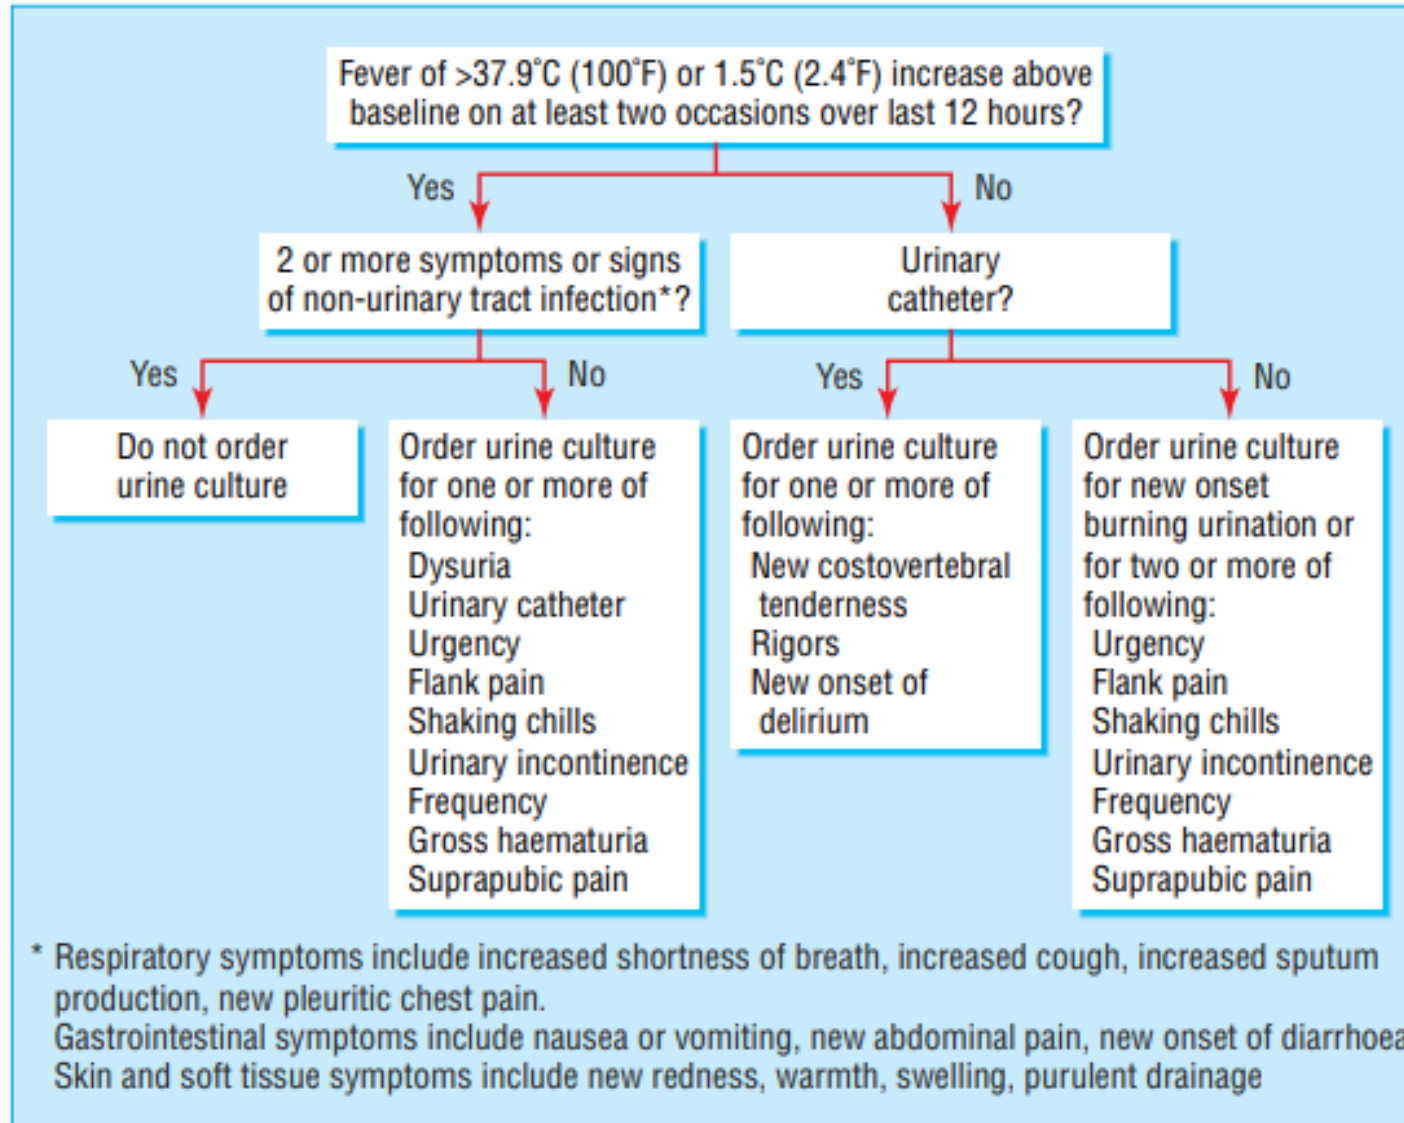 Fever of >37.9˚C (100˚F) or 1.5˚C (2.4˚F) increase above
baseline on at least two occasions over last 12 hours?
Yes
No
2 or more symptoms or signs
of non-urinary tract infection*?
Urinary
catheter?
Yes
No
Yes
No
Do not order
urine culture
Order urine culture
for one or more of
following:
Dysuria
Urinary catheter
Urgency
Flank pain
Shaking chills
Urinary incontinence
Frequency
Gross haematuria
Suprapubic pain
Order urine culture
for one or more of
following:
New costovertebral
tenderness
Rigors
New onset of
delirium
Order urine culture
for new onset
burning urination or
for two or more of
following:
Urgency
Flank pain
Shaking chills
Urinary incontinence
Frequency
Gross haematuria
Suprapubic pain
* Respiratory symptoms include increased shortness of breath, increased cough, increased sputum
production, new pleuritic chest pain.
Gastrointestinal symptoms include nausea or vomiting, new abdominal pain, new onset of diarrhoea
Skin and soft tissue symptoms include new redness, warmth, swelling, purulent drainage